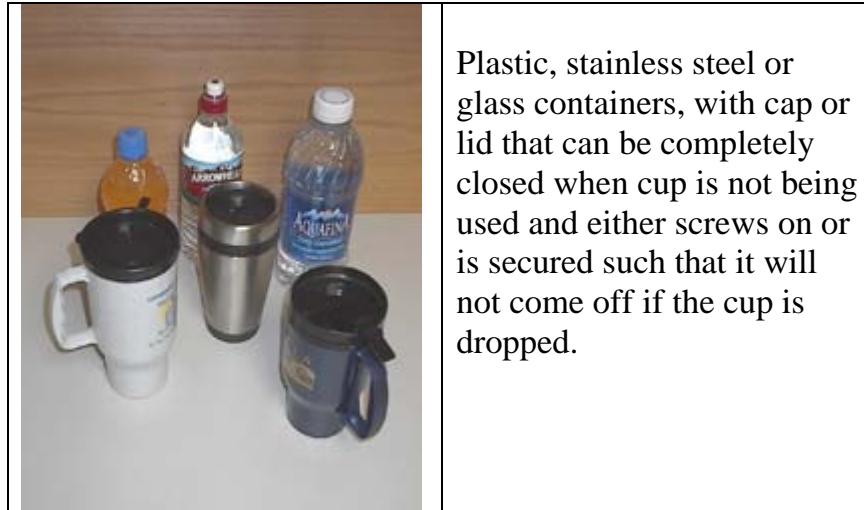 Plastic, stainless steel or
glass containers, with cap or
lid that can be completely
closed when cup is not being
used and either screws on or
is secured such that it will
not come off if the cup is
dropped.
ARROWHEAD
AQUAFINA